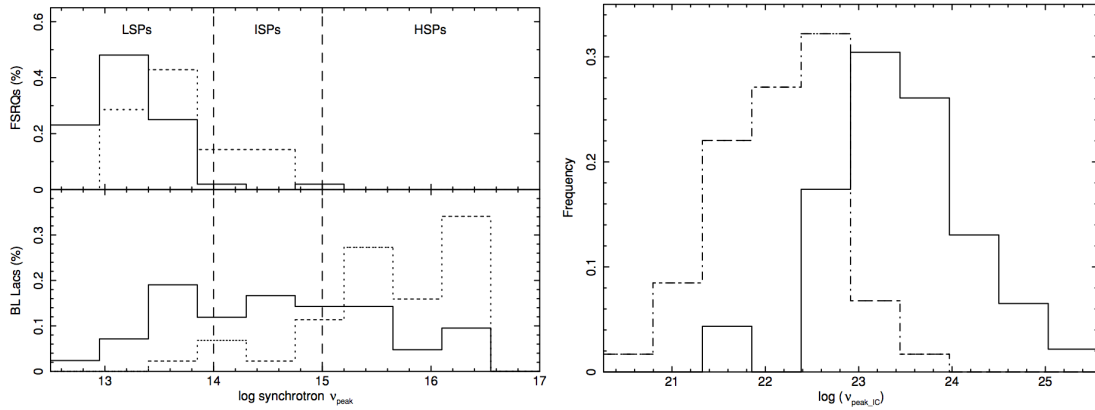 LSPs ISPs HSPs
0.6
0.4
0.2
0
FSRQs (%)
0.3
0.2
0.1
0
BL Lacs (%)
13 14 15 16 17
log synchrotron ν_peak
0.3
0.2
0.1
0
Frequency
21 22 23 24 25
log (ν_peak_IC)